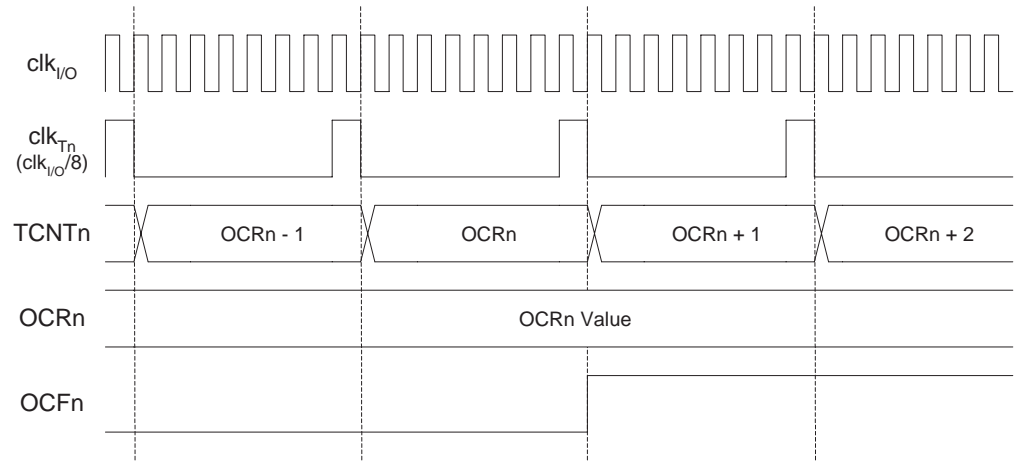 clkI/O
clkTn
(clkI/O/8)
TCNTn OCRn - 1 OCRn OCRn + 1 OCRn + 2
OCRn OCRn Value
OCFn